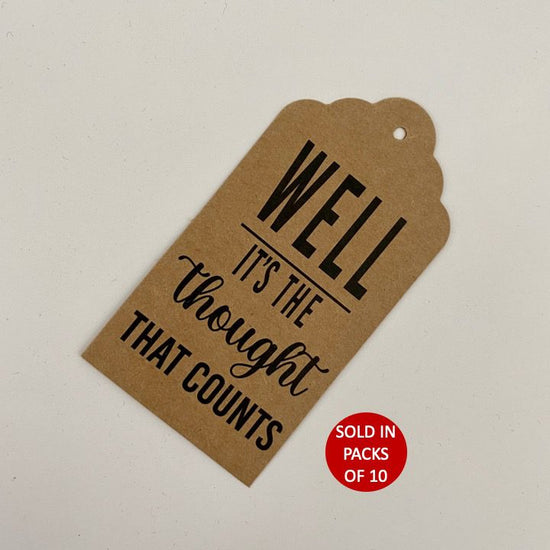 WELL
IT'S THE
thought
THAT COUNTS
SOLD IN
PACKS
OF 10